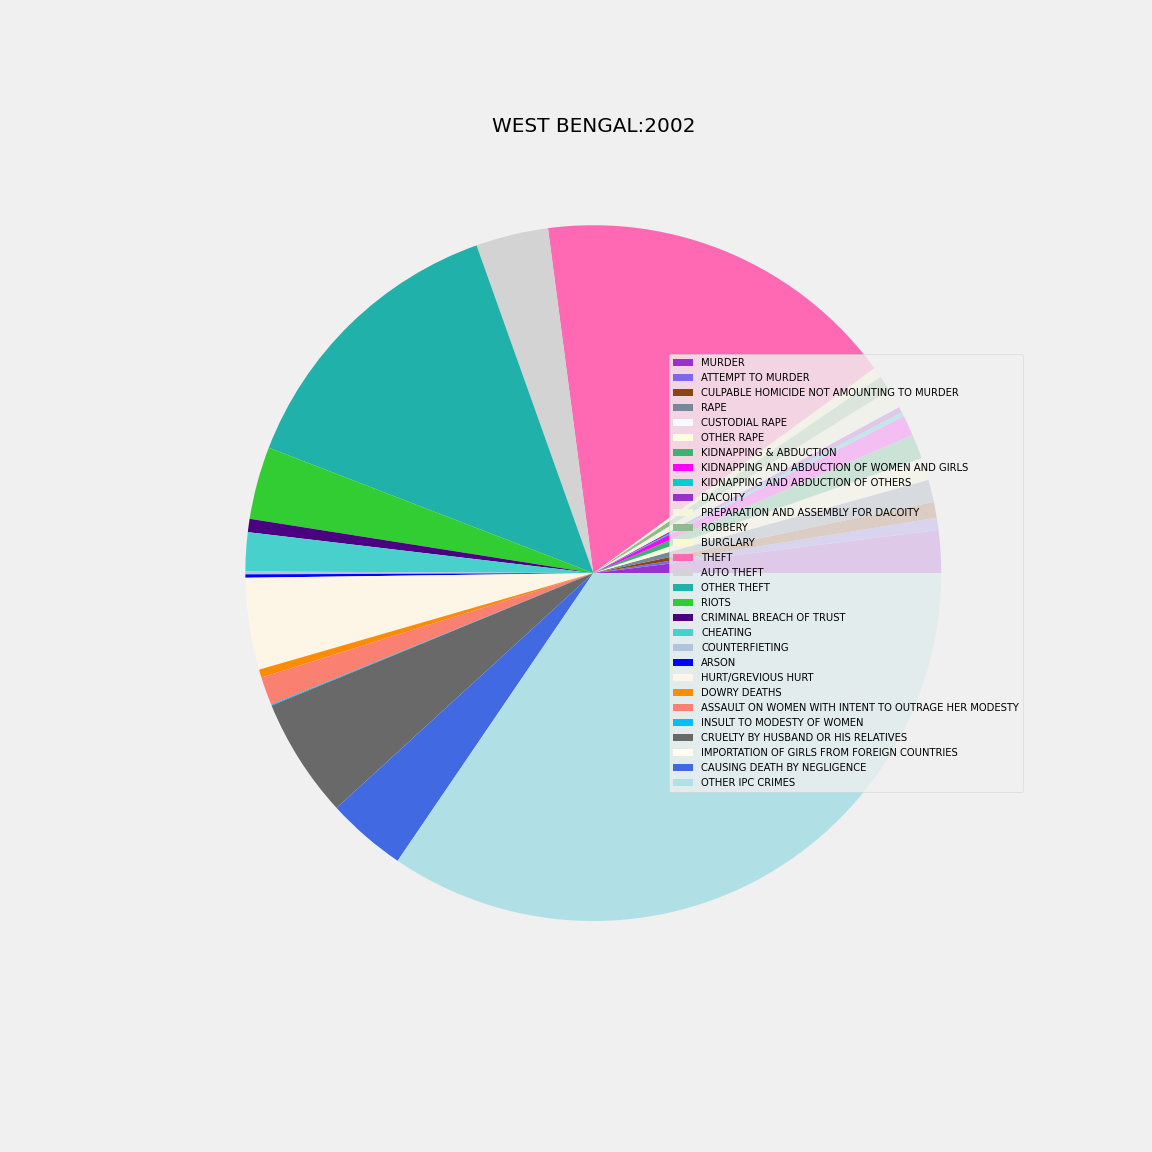 WEST BENGAL:2002
MURDER
ATTEMPT TO MURDER
CULPABLE HOMICIDE NOT AMOUNTING TO MURDER
RAPE
CUSTODIAL RAPE
OTHER RAPE
KIDNAPPING & ABDUCTION
KIDNAPPING AND ABDUCTION OF WOMEN AND GIRLS
KIDNAPPING AND ABDUCTION OF OTHERS
DACOITY
PREPARATION AND ASSEMBLY FOR DACOITY
ROBBERY
BURGLARY
THEFT
AUTO THEFT
OTHER THEFT
RIOTS
CRIMINAL BREACH OF TRUST
CHEATING
COUNTERFIETING
ARSON
HURT/GREVIOUS HURT
DOWRY DEATHS
ASSAULT ON WOMEN WITH INTENT TO OUTRAGE HER MODESTY
INSULT TO MODESTY OF WOMEN
CRUELTY BY HUSBAND OR HIS RELATIVES
IMPORTATION OF GIRLS FROM FOREIGN COUNTRIES
CAUSING DEATH BY NEGLIGENCE
OTHER IPC CRIMES